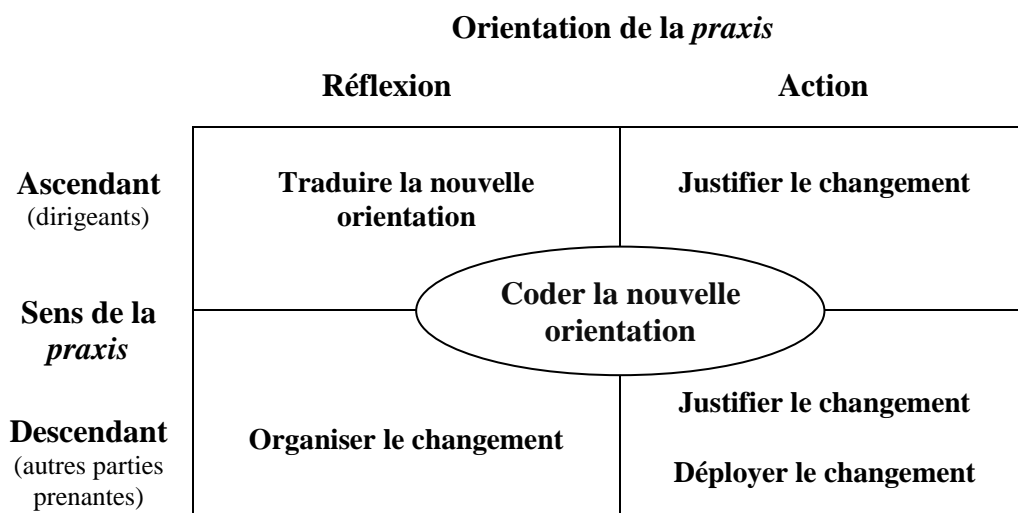 Orientation de la praxis
Réflexion
Action
Ascendant
(dirigeants)
Traduire la nouvelle
orientation
Justifier le changement
Sens de la
praxis
Coder la nouvelle
orientation
Descendant
(autres parties
prenantes)
Organiser le changement
Justifier le changement
Déployer le changement